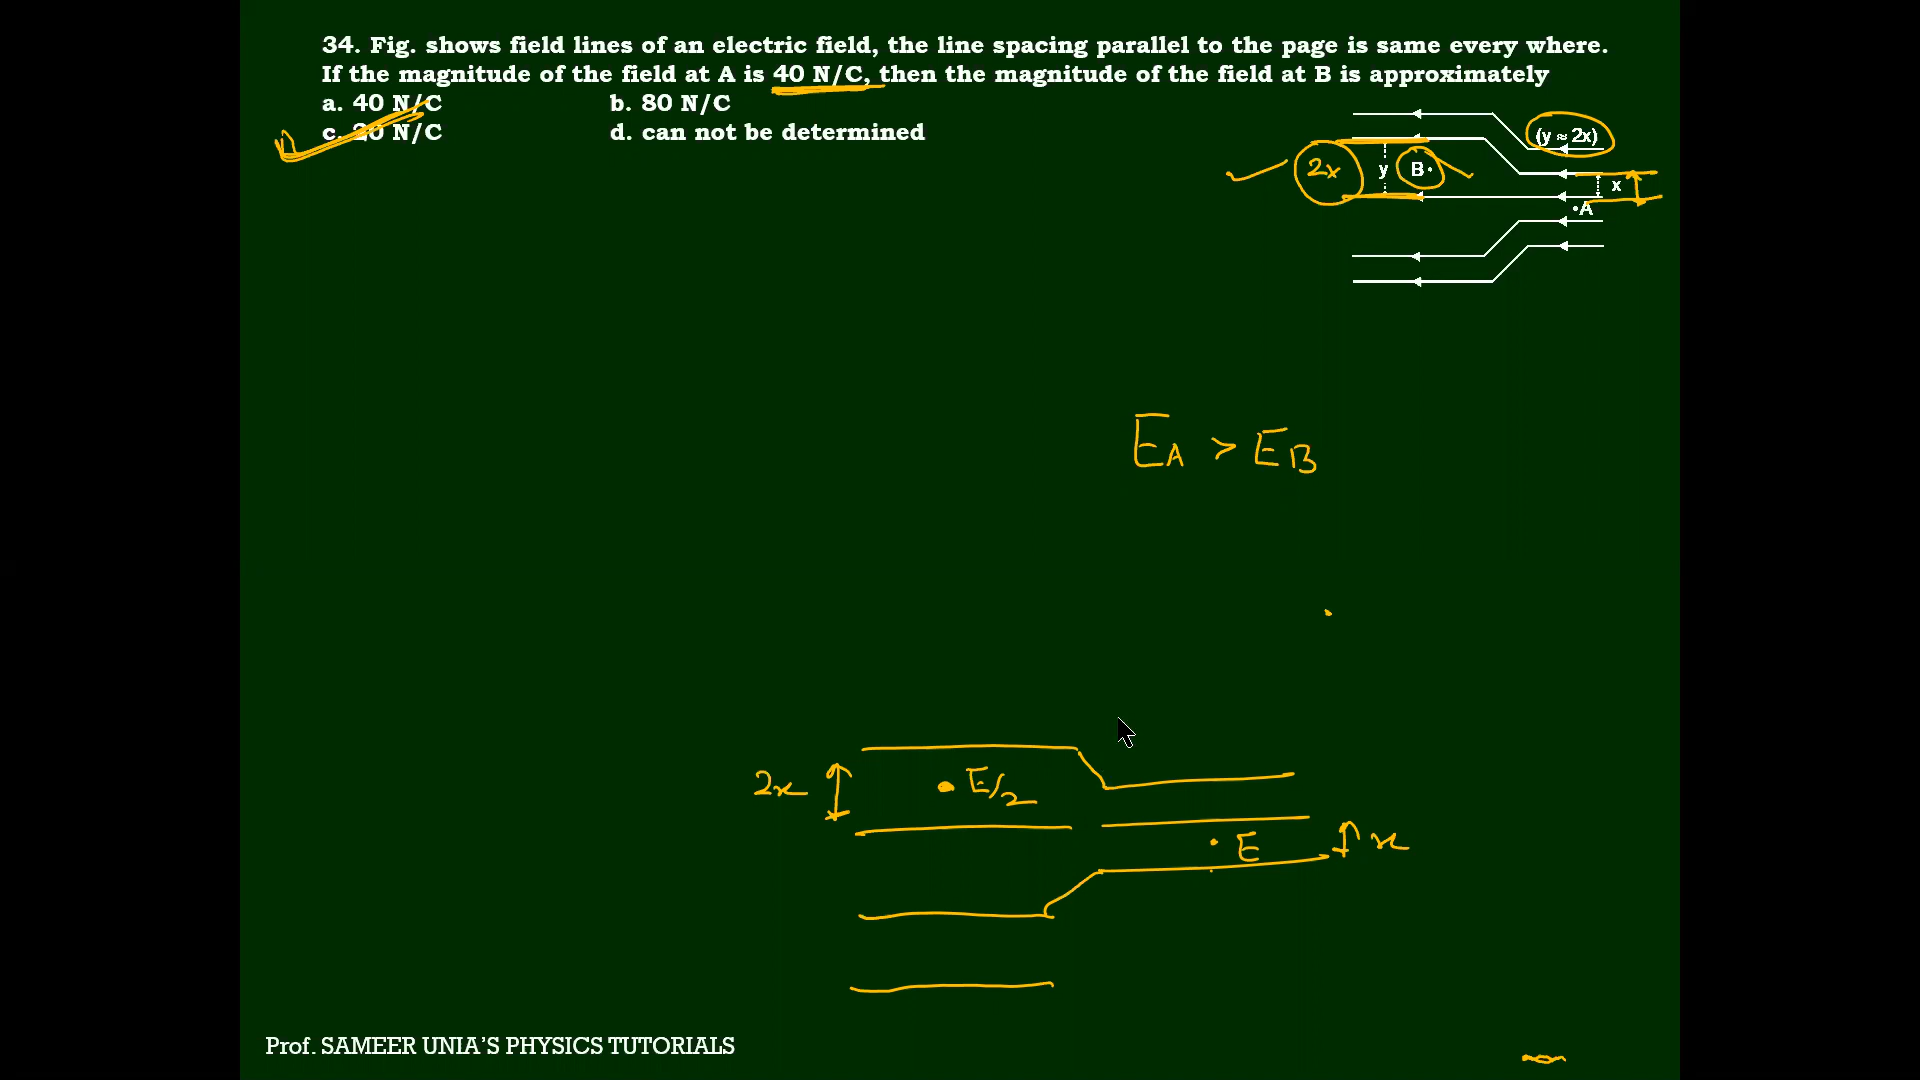 34. Fig. shows field lines of an electric field, the line spacing parallel to the page is same every where.
If the magnitude of the field at A is 40 N/C, then the magnitude of the field at B is approximately
a. 40 N/C b. 80 N/C
c. 20 N/C d. can not be determined
(y ≈ 2x)
2x y B
x
A
E_A > E_B
2x E/2
E x
Prof. SAMEER UNIA'S PHYSICS TUTORIALS